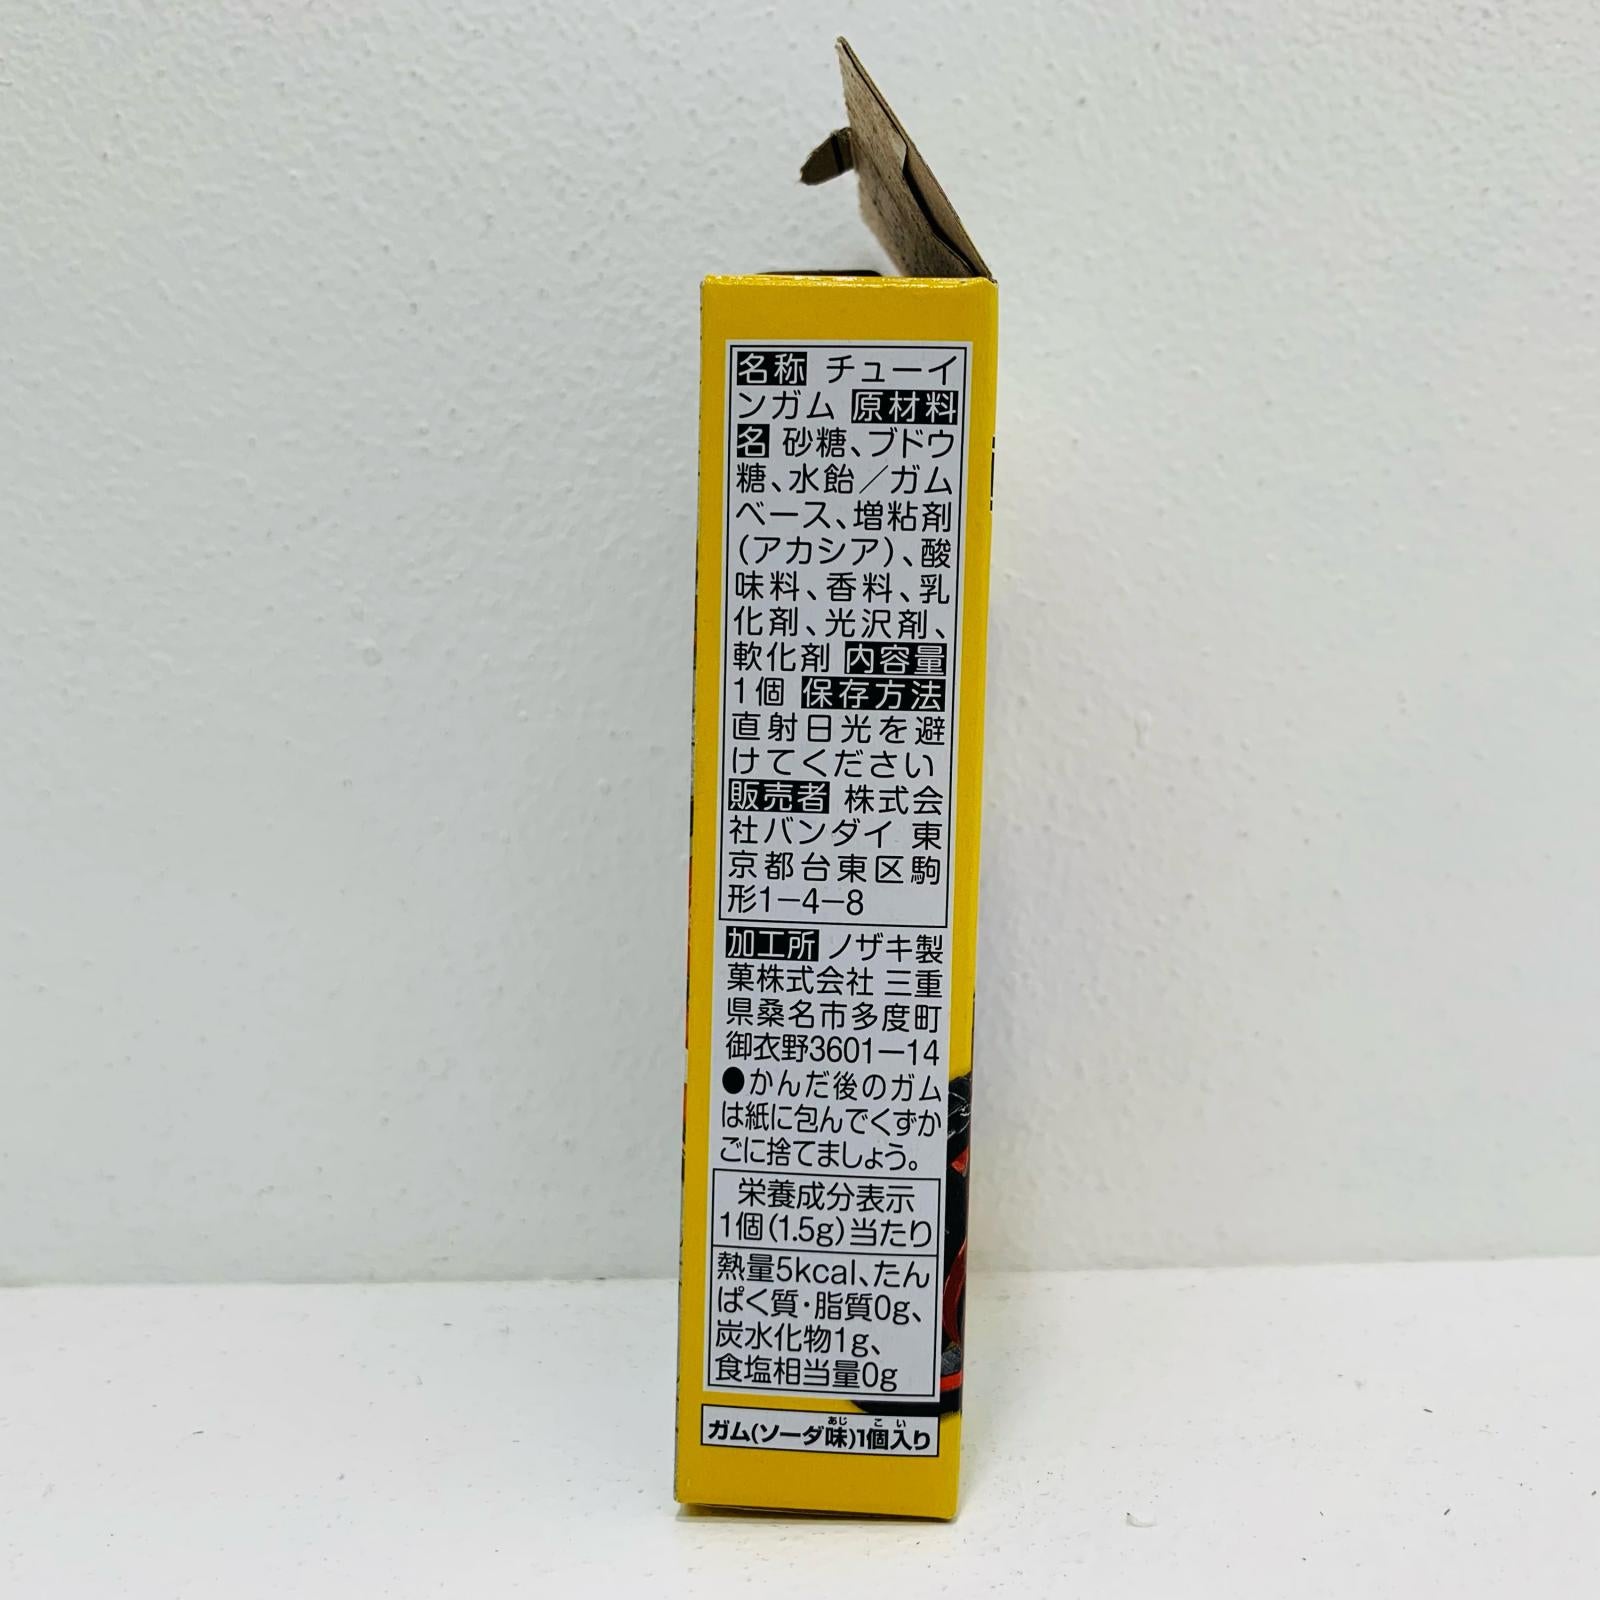 名称 チューイ
ンガム 原材料
名 砂糖、ブドウ
糖、水飴／ガム
ベース、増粘剤
(アカシア)、酸
味料、香料、乳
化剤、光沢剤、
軟化剤 内容量
1個 保存方法
直射日光を避
けてください
販売者 株式会
社バンダイ 東
京都台東区駒
形1－4－8
加工所 ノザキ製
菓株式会社 三重
県桑名市多度町
御衣野3601－14
●かんだ後のガム
は紙に包んでくずか
ごに捨てましょう。
栄養成分表示
1個(1.5g)当たり
熱量5kcal、たん
ぱく質・脂質0g、
炭水化物1g、
食塩相当量0g
あじ こい
ガム(ソーダ味)1個入り